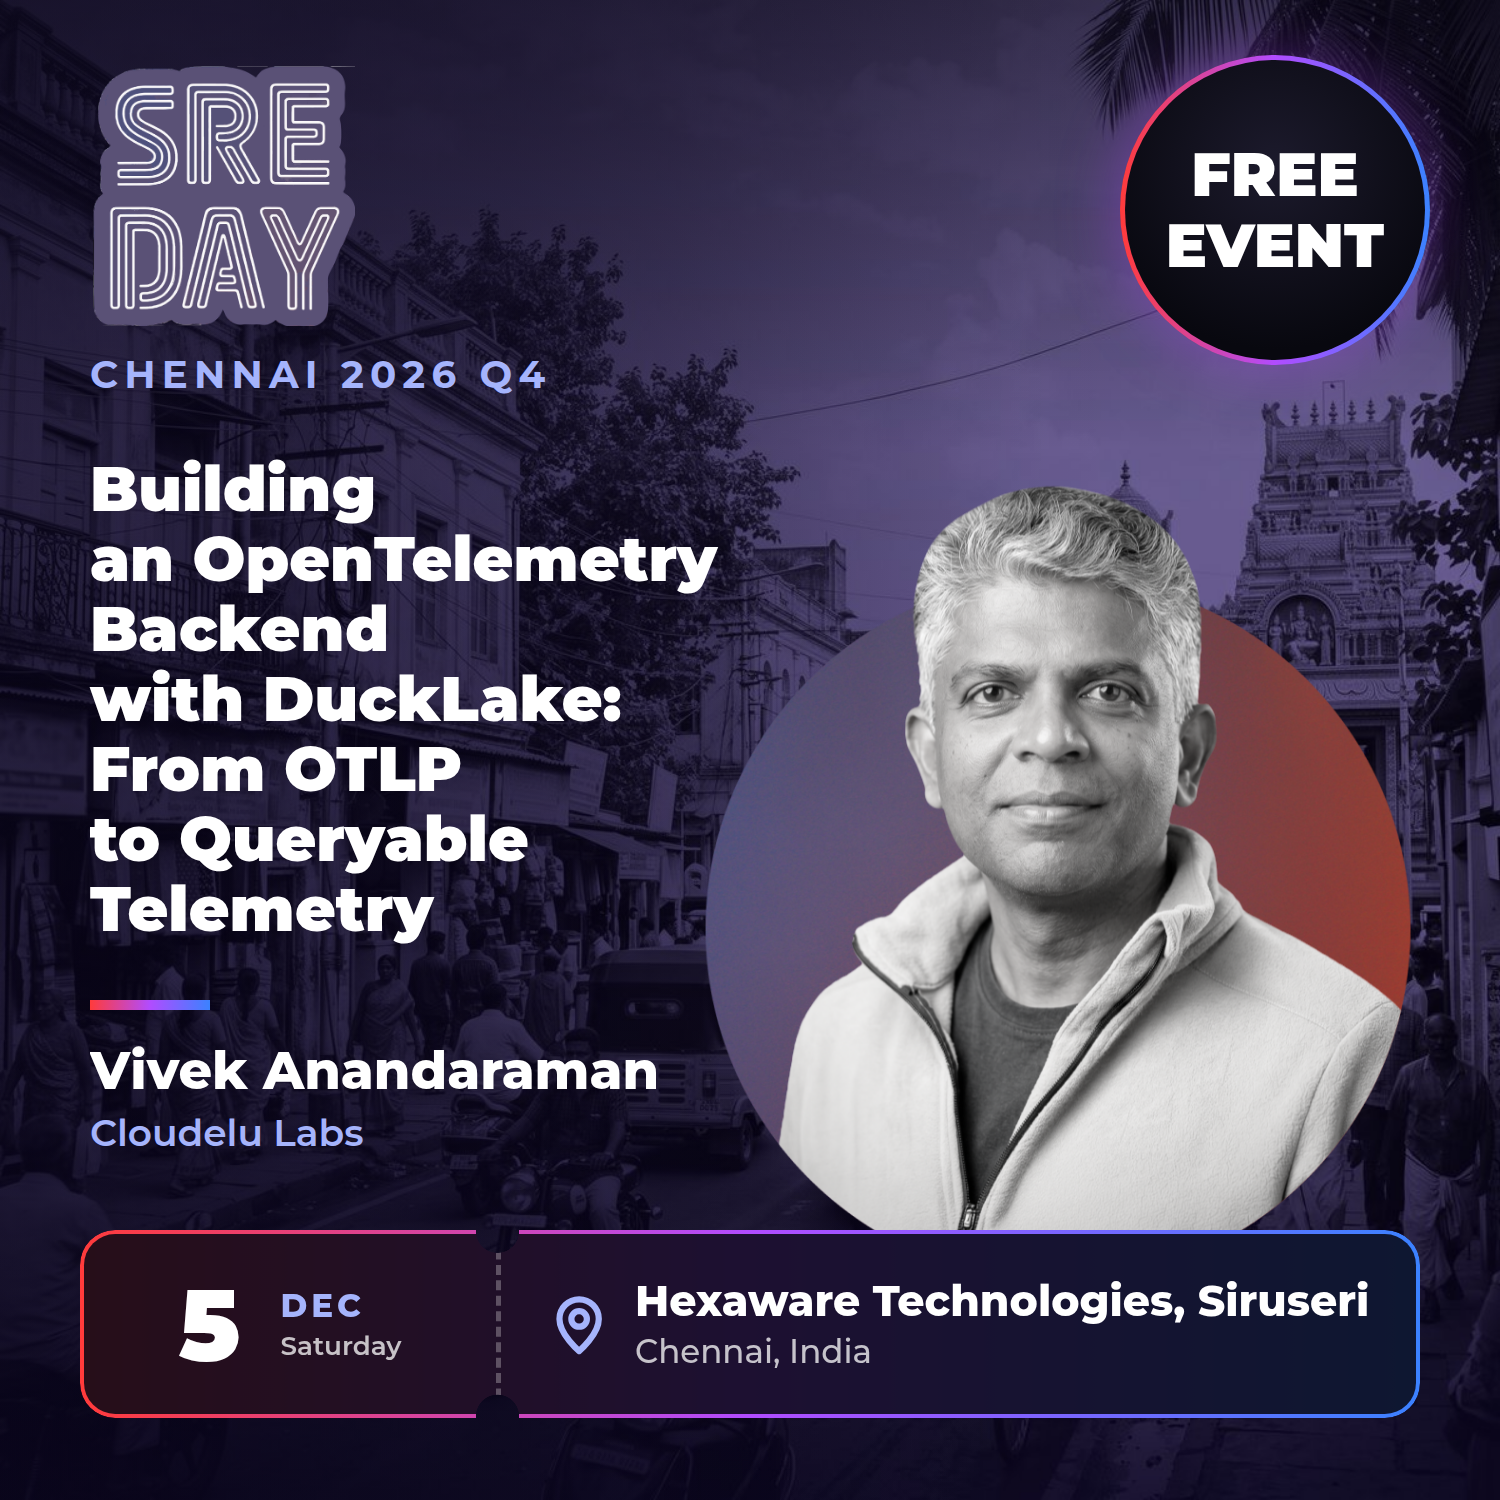 SRE
DAY
FREE
EVENT
CHENNAI 2026 Q4
Building
an OpenTelemetry
Backend
with DuckLake:
From OTLP
to Queryable
Telemetry
Vivek Anandaraman
Cloudelu Labs
5
DEC
Saturday
Hexaware Technologies, Siruseri
Chennai, India